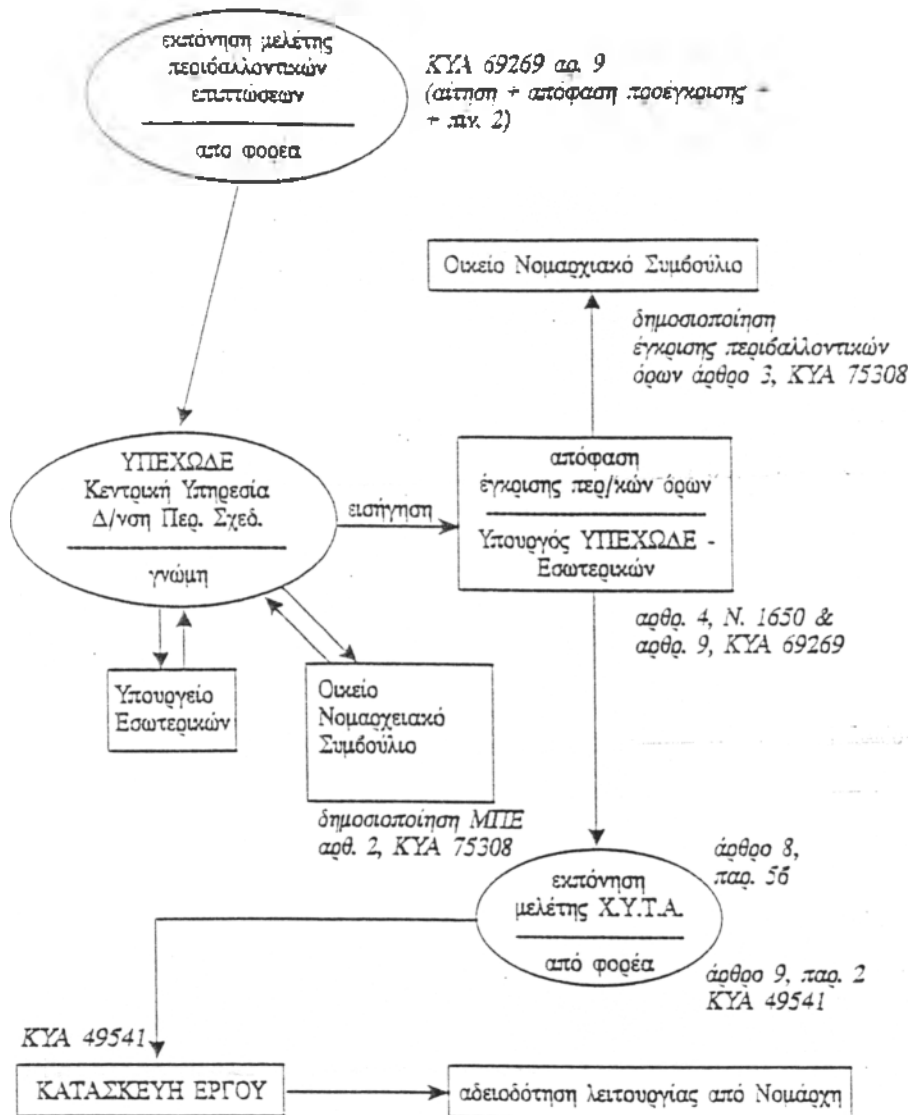 εκπόνηση μελέτης
περιβαλλοντικών
επιπτώσεων
από φορέα
ΚΥΑ 69269 αρ. 9
(αίτηση + απόφαση προέγκρισης +
+ πιν. 2)
Οικείο Νομαρχιακό Συμβούλιο
δημοσιοποίηση
έγκρισης περιβαλλοντικών
όρων άρθρο 3, ΚΥΑ 75308
ΥΠΕΧΩΔΕ
Κεντρική Υπηρεσία
Δ/νση Περ. Σχεδ.
γνώμη
εισήγηση
απόφαση
έγκρισης περ/κών όρων
Υπουργός ΥΠΕΧΩΔΕ -
Εσωτερικών
αρθρ. 4, Ν. 1650 &
αρθρ. 9, ΚΥΑ 69269
Υπουργείο
Εσωτερικών
Οικείο
Νομαρχειακό
Συμβούλιο
δημοσιοποίηση ΜΠΕ
αρθ. 2, ΚΥΑ 75308
άρθρο 8,
παρ. 5β
εκπόνηση
μελέτης Χ.Υ.Τ.Α.
από φορέα
άρθρο 9, παρ. 2
ΚΥΑ 49541
ΚΥΑ 49541
ΚΑΤΑΣΚΕΥΗ ΕΡΓΟΥ
αδειοδότηση λειτουργίας από Νομάρχη